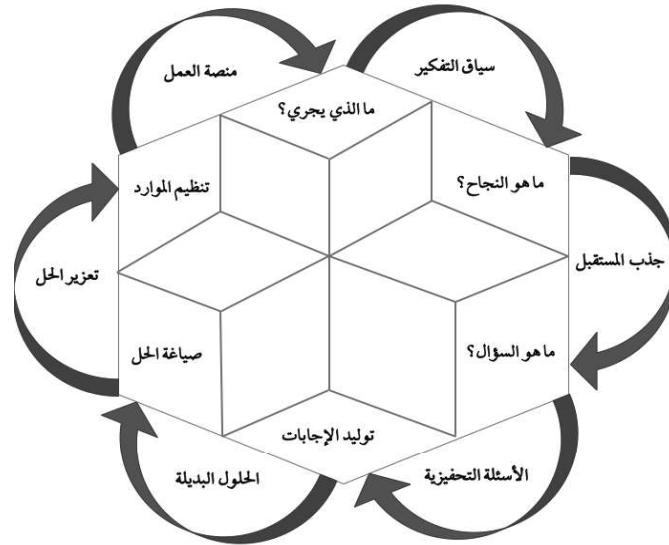 منصة العمل
سياق التفكير
ما الذي يجري؟
تنظيم الموارد
ما هو النجاح؟
تعزير الحل
جذب المستقبل
صياغة الحل
ما هو السؤال؟
توليد الإجابات
الحلول البديلة
الأسئلة التحفيزية